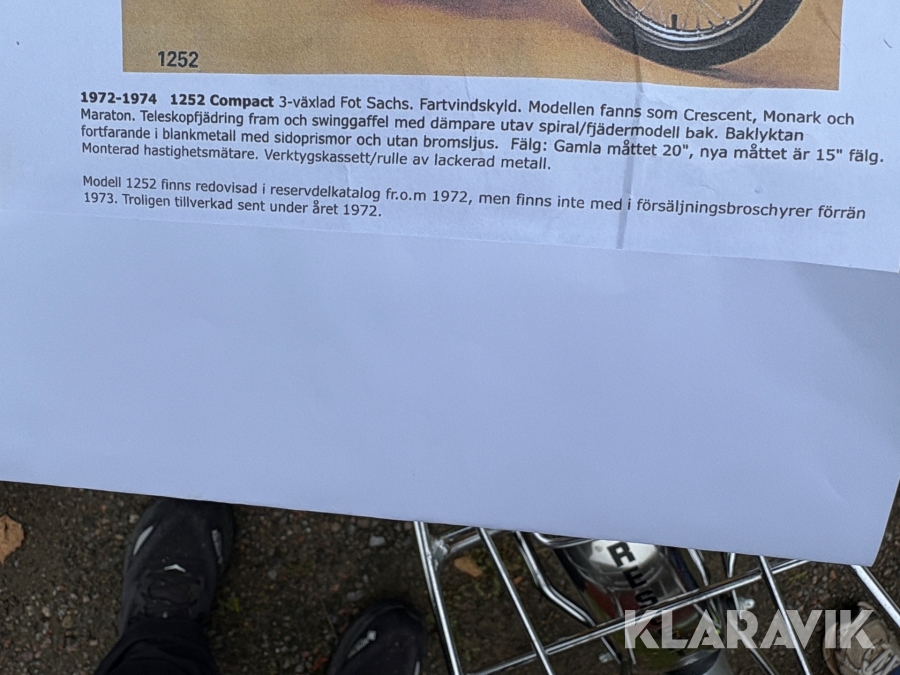 1252
1972-1974 1252 Compact 3-växlad Fot Sachs. Fartvindskyld. Modellen fanns som Crescent, Monark och
Maraton. Teleskopfjädring fram och swinggaffel med dämpare utav spiral/fjädermodell bak. Baklyktan
fortfarande i blankmetall med sidoprismor och utan bromsljus. Fälg: Gamla måttet 20", nya måttet är 15" fälg.
Monterad hastighetsmätare. Verktygskassett/rulle av lackerad metall.
Modell 1252 finns redovisad i reservdelkatalog fr.o.m 1972, men finns inte med i försäljningsbroschyrer förrän
1973. Troligen tillverkad sent under året 1972.
RES
KLARAVIK